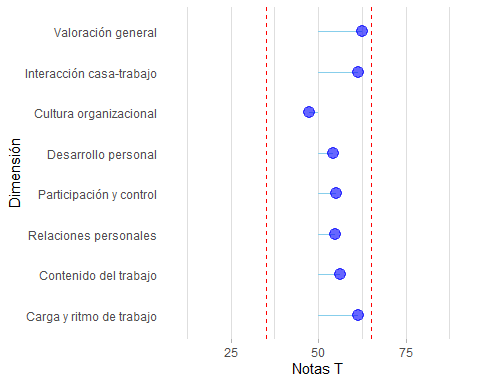 Valoración general
Interacción casa-trabajo
Cultura organizacional
Desarrollo personal
Participación y control
Relaciones personales
Contenido del trabajo
Carga y ritmo de trabajo
Dimensión
25 50 75
Notas T